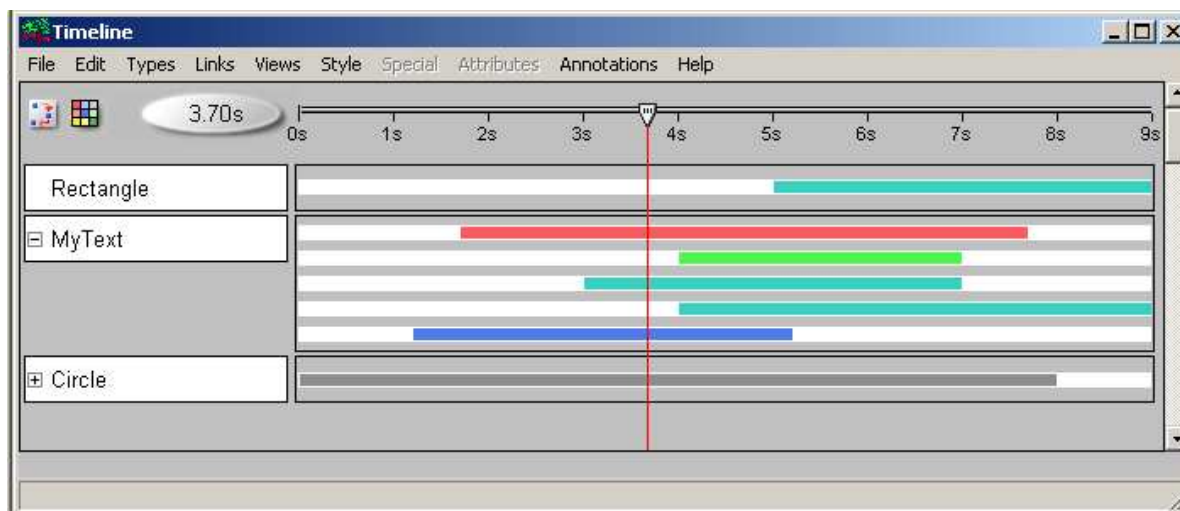 Timeline
File Edit Types Links Views Style Special Attributes Annotations Help
3.70s
0s 1s 2s 3s 4s 5s 6s 7s 8s 9s
Rectangle
MyText
Circle